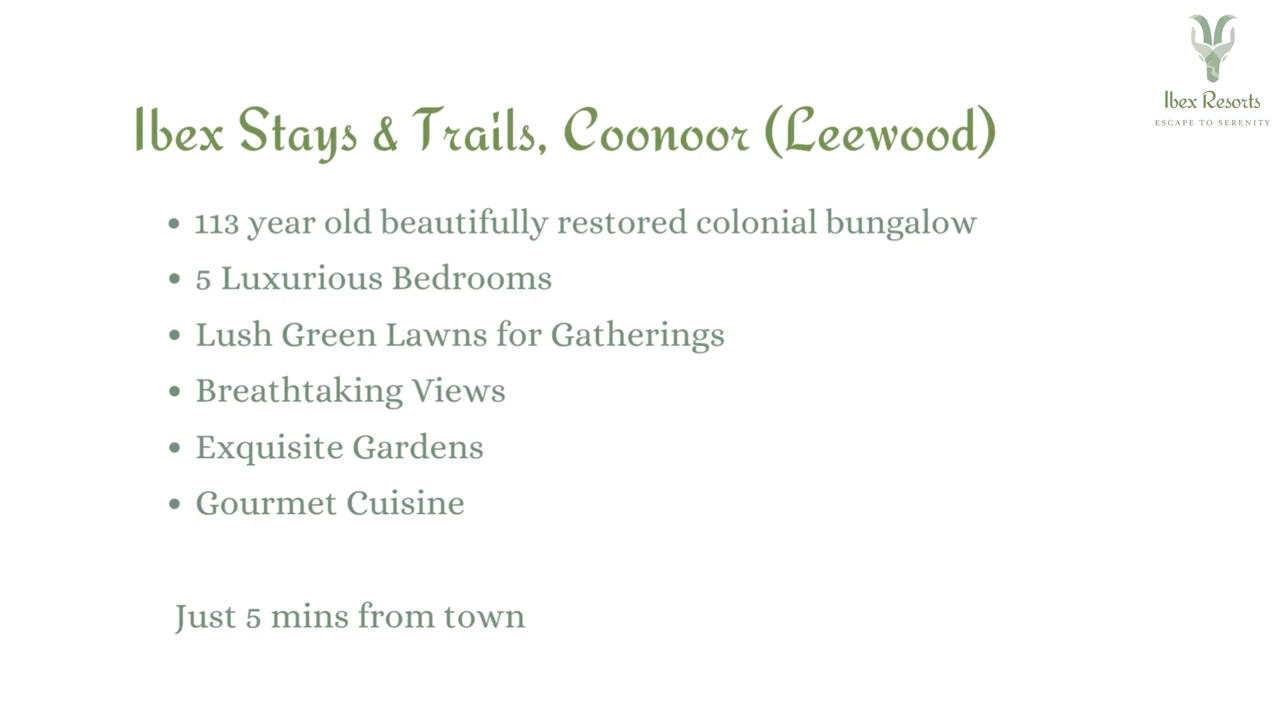 Ibex Resorts
ESCAPE TO SERENITY
Ibex Stays & Trails, Coonoor (Leewood)
• 113 year old beautifully restored colonial bungalow
• 5 Luxurious Bedrooms
• Lush Green Lawns for Gatherings
• Breathtaking Views
• Exquisite Gardens
• Gourmet Cuisine
Just 5 mins from town